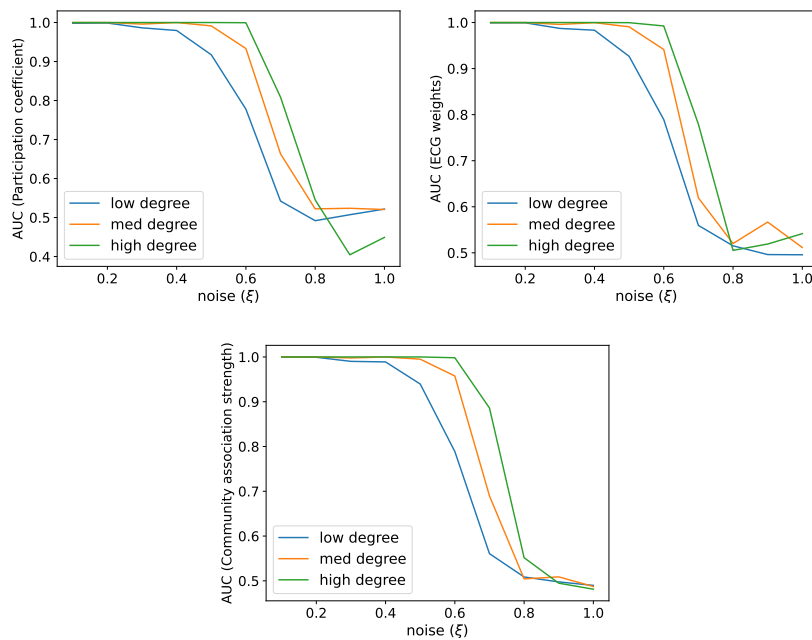 AUC (Participation coefficient)
1.0
0.9
0.8
0.7
0.6
0.5
0.4
low degree
med degree
high degree
0.2
0.4
0.6
0.8
1.0
noise (ξ)
AUC (ECG weights)
1.0
0.9
0.8
0.7
0.6
0.5
low degree
med degree
high degree
0.2
0.4
0.6
0.8
1.0
noise (ξ)
AUC (Community association strength)
1.0
0.9
0.8
0.7
0.6
0.5
low degree
med degree
high degree
0.2
0.4
0.6
0.8
1.0
noise (ξ)